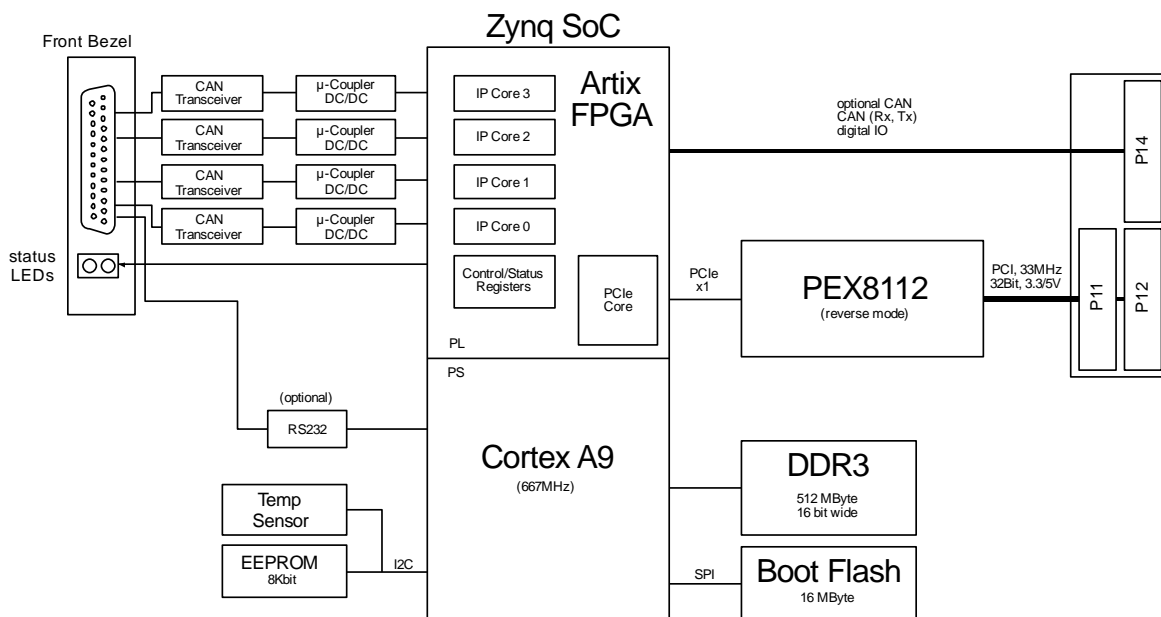 Zynq SoC
Front Bezel
CAN
Transceiver
µ-Coupler
DC/DC
IP Core 3
Artix
FPGA
CAN
Transceiver
µ-Coupler
DC/DC
IP Core 2
CAN
Transceiver
µ-Coupler
DC/DC
IP Core 1
CAN
Transceiver
µ-Coupler
DC/DC
IP Core 0
optional CAN
CAN (Rx, Tx)
digital IO
P14
status
LEDs
Control/Status
Registers
PCIe
Core
PCIe
x1
PEX8112
(reverse mode)
PCI, 33MHz
32Bit, 3.3/5V
P11
P12
PL
PS
(optional)
RS232
Cortex A9
(667MHz)
DDR3
512 MByte
16 bit wide
Temp
Sensor
EEPROM
8Kbit
I2C
SPI
Boot Flash
16 MByte